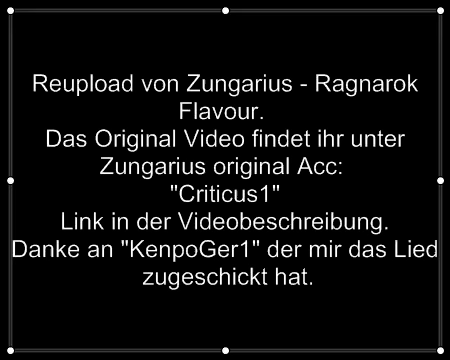 Reupload von Zungarius - Ragnarok
Flavour.
Das Original Video findet ihr unter
Zungarius original Acc:
"Criticus1"
Link in der Videobeschreibung.
Danke an "KenpoGer1" der mir das Lied
zugeschickt hat.